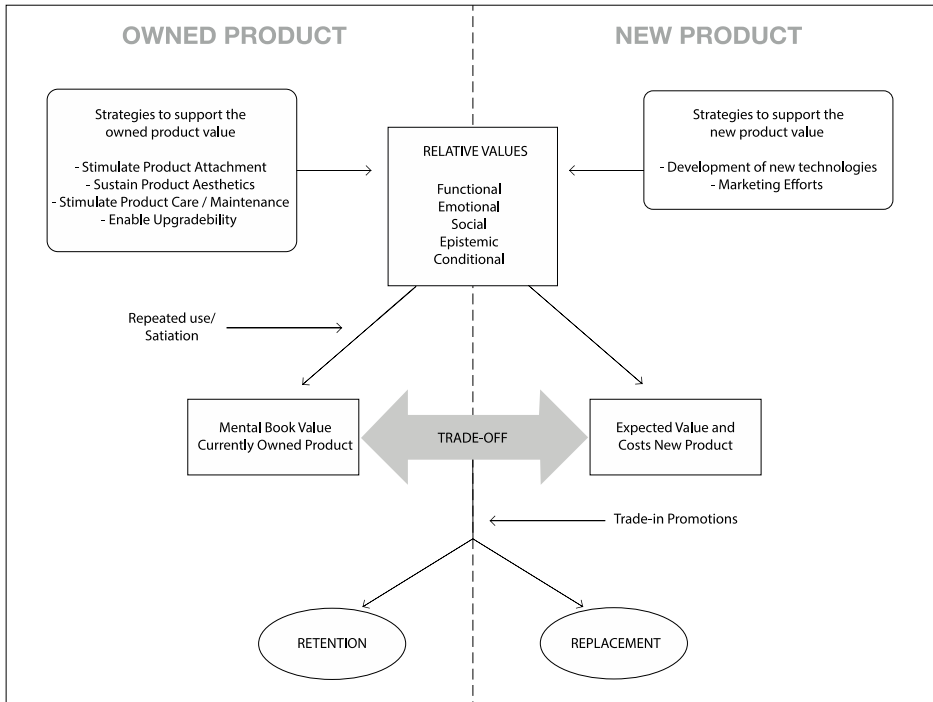 OWNED PRODUCT
NEW PRODUCT
Strategies to support the
owned product value
- Stimulate Product Attachment
- Sustain Product Aesthetics
- Stimulate Product Care / Maintenance
- Enable Upgradebility
RELATIVE VALUES
Functional
Emotional
Social
Epistemic
Conditional
Strategies to support the
new product value
- Development of new technologies
- Marketing Efforts
Repeated use/
Satiation
Mental Book Value
Currently Owned Product
TRADE-OFF
Expected Value and
Costs New Product
Trade-in Promotions
RETENTION
REPLACEMENT